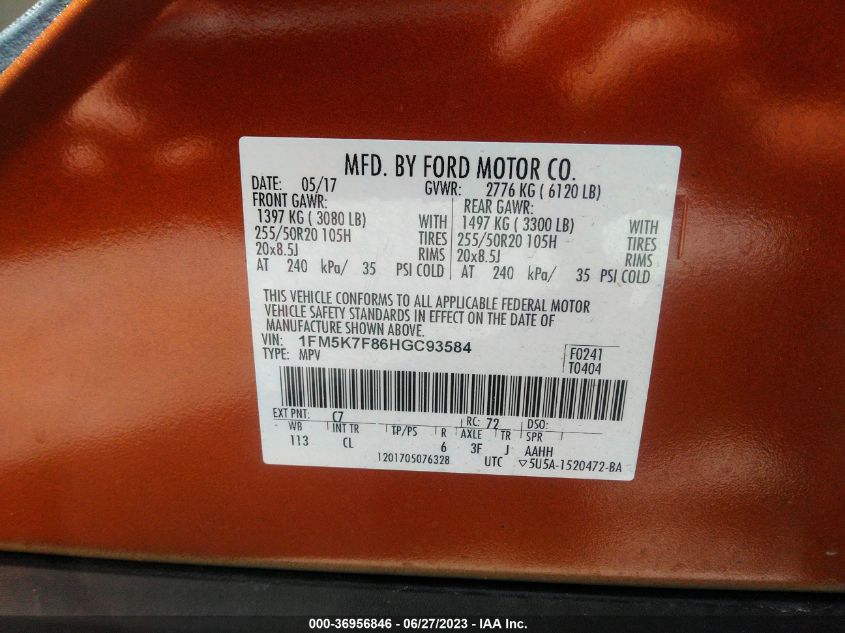 MFD. BY FORD MOTOR CO.
DATE: 05/17 GVWR: 2776 KG ( 6120 LB)
FRONT GAWR: REAR GAWR:
1397 KG ( 3080 LB) WITH 1497 KG ( 3300 LB) WITH
255/50R20 105H TIRES 255/50R20 105H TIRES
20x8.5J RIMS 20x8.5J RIMS
AT 240 kPa/ 35 PSI COLD AT 240 kPa/ 35 PSI COLD
THIS VEHICLE CONFORMS TO ALL APPLICABLE FEDERAL MOTOR
VEHICLE SAFETY STANDARDS IN EFFECT ON THE DATE OF
MANUFACTURE SHOWN ABOVE.
VIN: 1FM5K7F86HGC93584
TYPE: MPV F0241
T0404
EXT PNT: C7 RC: 72 DSO:
WB INT TR TP/PS R AXLE TR SPR
113 CL 6 3F J AAHH
1201705076328 UTC ▽5U5A-1520472-BA
000-36956846 - 06/27/2023 - IAA Inc.